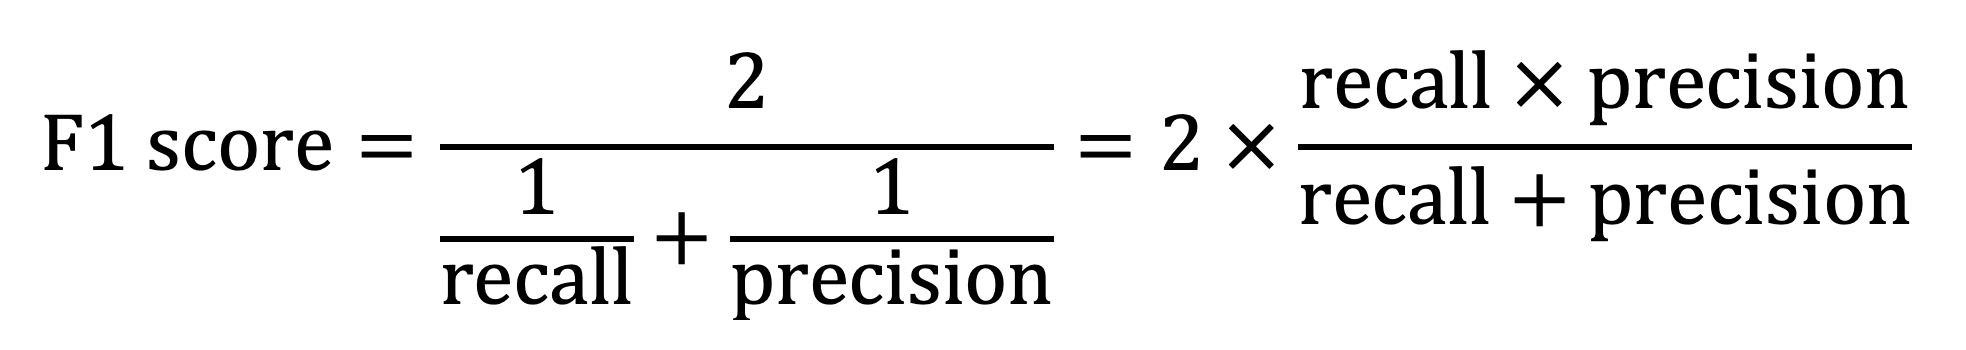 F1 score = 2 / (1/recall + 1/precision) = 2 × (recall × precision) / (recall + precision)